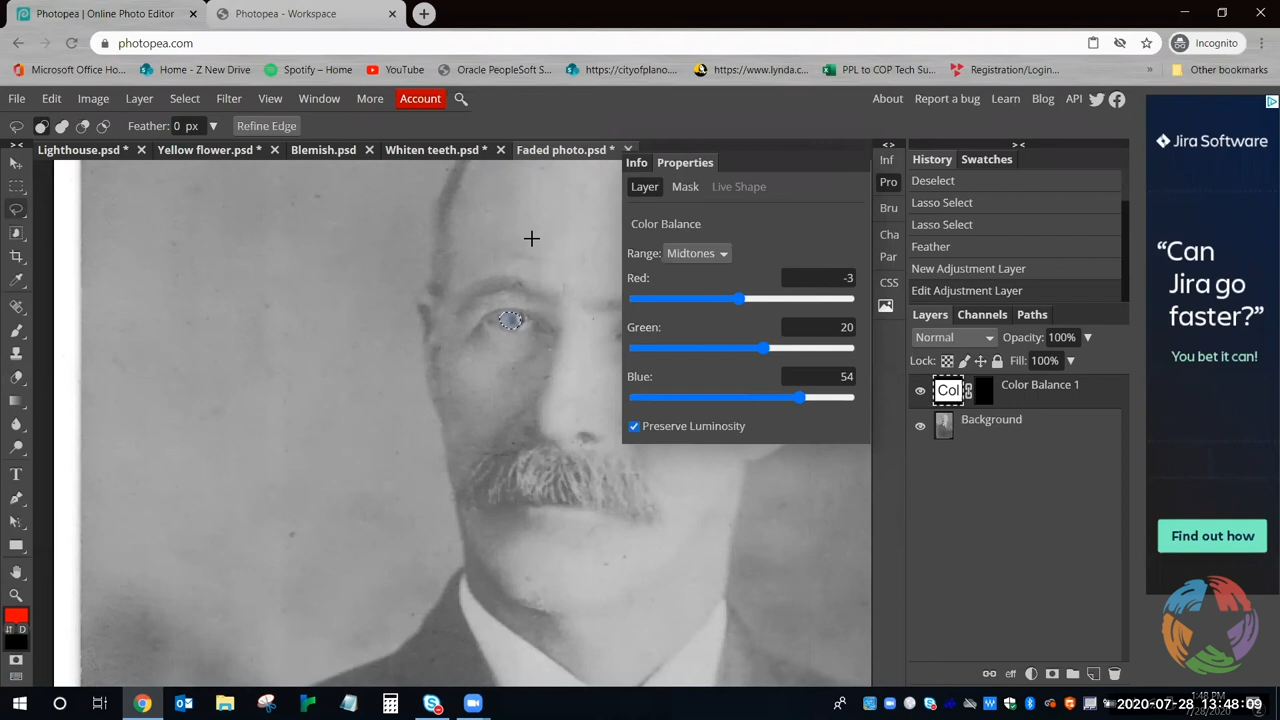 Photopea | Online Photo Editor
Photopea - Workspace
photopea.com
Incognito
Microsoft Office Ho...
Home - Z New Drive
Spotify – Home
YouTube
Oracle PeopleSoft N...
https://cityofplano....
https://www.lynda.c...
PPL to COP Tech Su...
Registration/Login...
»
Other bookmarks
File Edit Image Layer Select Filter View Window More Account
About Report a bug Learn Blog API
Feather: 0 px
Refine Edge
Lighthouse.psd *
Yellow flower.psd *
Blemish.psd
Whiten teeth.psd *
Faded photo.psd *
<>
> <
Info Properties
Layer Mask Live Shape
Color Balance
Range: Midtones
Red: -3
Green: 20
Blue: 54
Preserve Luminosity
Inf
Pro
Bru
Cha
Par
CSS
History Swatches
Deselect
Lasso Select
Lasso Select
Feather
New Adjustment Layer
Edit Adjustment Layer
Layers Channels Paths
Normal Opacity: 100%
Lock: Fill: 100%
Col Color Balance 1
Background
eff
T
D
Jira Software
“Can
Jira go
faster?”
You bet it can!
Find out how
2020-07-28 13:48:09